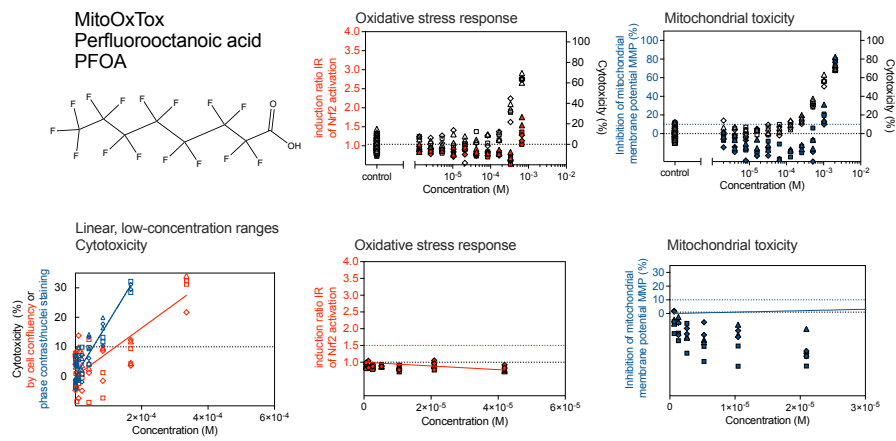 MitoOxTox
Perfluorooctanoic acid
PFOA
F F F F F F F F F F F F F F F O OH
Oxidative stress response
induction ratio IR
of Nrf2 activation
4.0
3.5
3.0
2.5
2.0
1.5
1.0
100
80
60
40
20
0
Cytotoxicity (%)
control 10⁻⁵ 10⁻⁴ 10⁻³ 10⁻²
Concentration (M)
Mitochondrial toxicity
Inhibition of mitochondrial
membrane potential MMP (%)
100
80
60
40
20
10
0
100
80
60
40
20
10
0
Cytotoxicity (%)
control 10⁻⁵ 10⁻⁴ 10⁻³ 10⁻²
Concentration (M)
Linear, low-concentration ranges
Cytotoxicity
Cytotoxicity (%)
by cell confluency or
phase contrast/nuclei staining
30
20
10
0
2×10⁻⁴ 4×10⁻⁴ 6×10⁻⁴
Concentration (M)
Oxidative stress response
induction ratio IR
of Nrf2 activation
4.0
3.5
3.0
2.5
2.0
1.5
1.0
0 2×10⁻⁵ 4×10⁻⁵ 6×10⁻⁵
Concentration (M)
Mitochondrial toxicity
Inhibition of mitochondrial
membrane potential MMP (%)
30
20
10
0
0 1×10⁻⁵ 2×10⁻⁵ 3×10⁻⁵
Concentration (M)